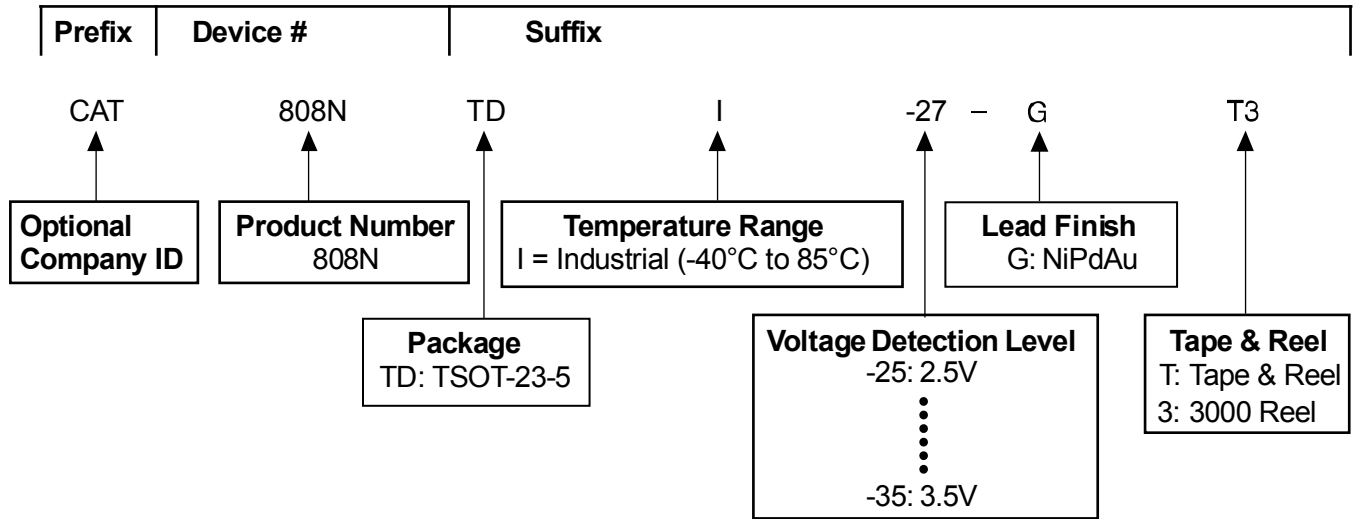 Prefix Device # Suffix
CAT 808N TD I -27 – G T3
Optional
Company ID
Product Number
808N
Temperature Range
I = Industrial (-40°C to 85°C)
Lead Finish
G: NiPdAu
Package
TD: TSOT-23-5
Voltage Detection Level
-25: 2.5V
-35: 3.5V
Tape & Reel
T: Tape & Reel
3: 3000 Reel